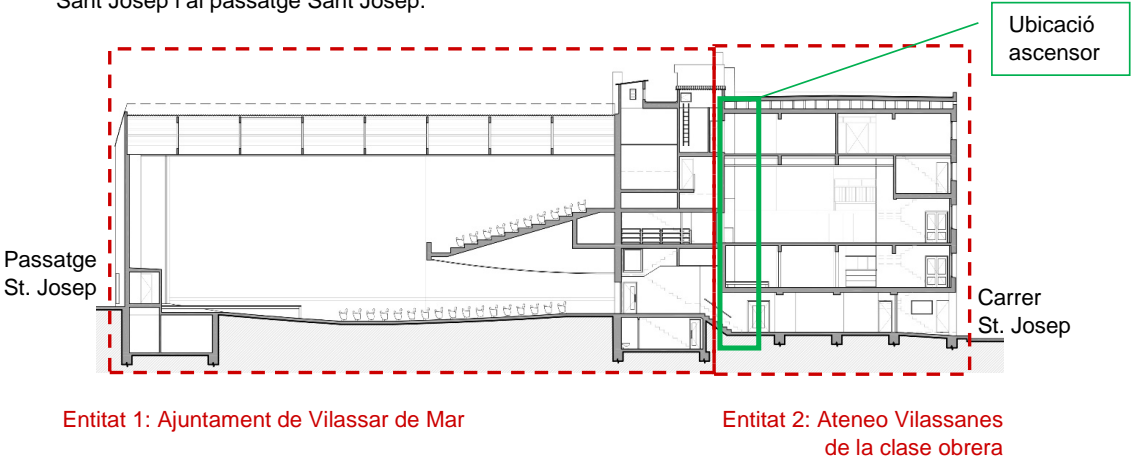 Sant Josep i al passatge Sant Josep.
Ubicació
ascensor
Passatge
St. Josep
Carrer
St. Josep
Entitat 1: Ajuntament de Vilassar de Mar
Entitat 2: Ateneo Vilassanes
de la clase obrera